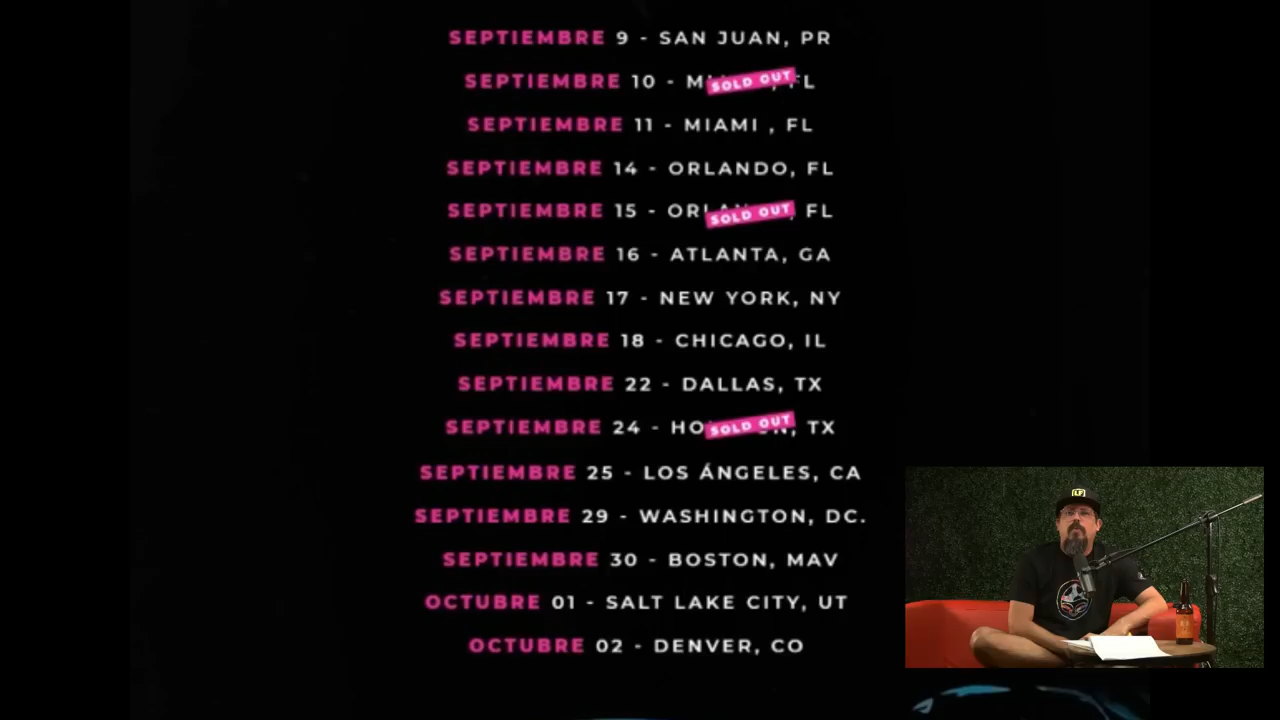 SEPTIEMBRE 9 - SAN JUAN, PR
SEPTIEMBRE 10 - SOLD OUT FL
SEPTIEMBRE 11 - MIAMI , FL
SEPTIEMBRE 14 - ORLANDO, FL
SEPTIEMBRE 15 - SOLD OUT FL
SEPTIEMBRE 16 - ATLANTA, GA
SEPTIEMBRE 17 - NEW YORK, NY
SEPTIEMBRE 18 - CHICAGO, IL
SEPTIEMBRE 22 - DALLAS, TX
SEPTIEMBRE 24 - SOLD OUT , TX
SEPTIEMBRE 25 - LOS ÁNGELES, CA
SEPTIEMBRE 29 - WASHINGTON, DC.
SEPTIEMBRE 30 - BOSTON, MAV
OCTUBRE 01 - SALT LAKE CITY, UT
OCTUBRE 02 - DENVER, CO